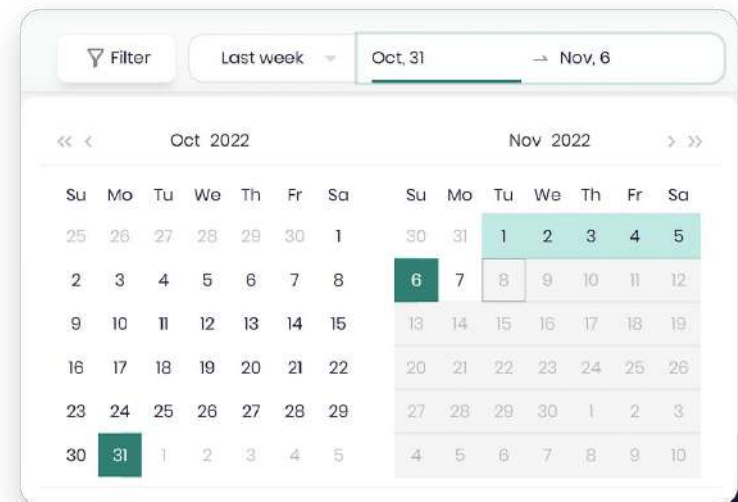 Filter Last week Oct, 31 → Nov, 6
<< < Oct 2022 Nov 2022 > >>
Su Mo Tu We Th Fr Sa Su Mo Tu We Th Fr Sa
25 26 27 28 29 30 1 30 31 1 2 3 4 5
2 3 4 5 6 7 8 6 7 8 9 10 11 12
9 10 11 12 13 14 15 13 14 15 16 17 18 19
16 17 18 19 20 21 22 20 21 22 23 24 25 26
23 24 25 26 27 28 29 27 28 29 30 1 2 3
30 31 1 2 3 4 5 4 5 6 7 8 9 10